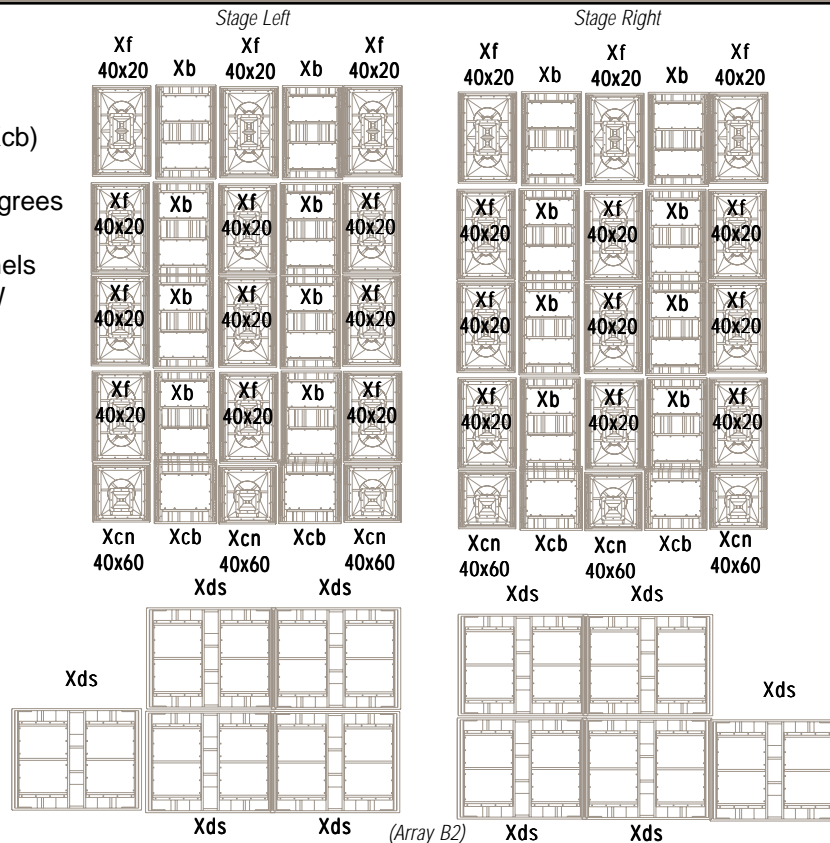 Stage Left Stage Right
Xf Xb Xf Xb Xf Xf Xb Xf Xb Xf
40x20 40x20 40x20 40x20 40x20 40x20
cb)
grees
nels
Xf Xb Xf Xb Xf Xf Xb Xf Xb Xf
40x20 40x20 40x20 40x20 40x20 40x20
Xf Xb Xf Xb Xf Xf Xb Xf Xb Xf
40x20 40x20 40x20 40x20 40x20 40x20
Xf Xb Xf Xb Xf Xf Xb Xf Xb Xf
40x20 40x20 40x20 40x20 40x20 40x20
Xcn Xcb Xcn Xcb Xcn Xcn Xcb Xcn Xcb Xcn
40x60 40x60 40x60 40x60 40x60 40x60
Xds Xds Xds Xds
Xds Xds
Xds Xds (Array B2) Xds Xds